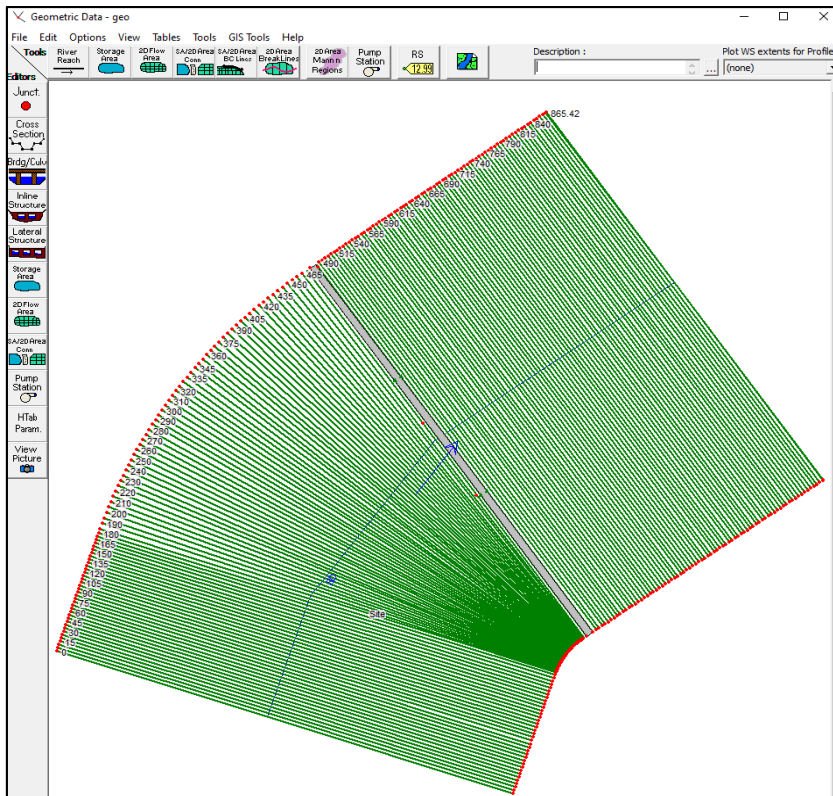 Geometric Data - geo
File Edit Options View Tables Tools GIS Tools Help
Tools
Editors
River
Reach
Storage
Area
2D Flow
Area
SA/2D Area
Conn
SA/2D Area
BC Lines
2D Area
BreakLines
2D Area
Mann n
Regions
Pump
Station
RS
12.99
Description :
...
Plot WS extents for Profile
(none)
Junct.
Cross
Section
Brdg/Culv
Inline
Structure
Lateral
Structure
Storage
Area
2D Flow
Area
SA/2D Area
Conn
Pump
Station
HTab
Param.
View
Picture
865.42
840
815
790
765
740
715
690
665
640
615
590
565
540
515
490
465
450
435
420
405
390
375
360
345
335
320
310
300
290
280
270
260
250
240
230
220
210
200
190
180
165
150
135
120
105
90
75
60
45
30
15
0
Site